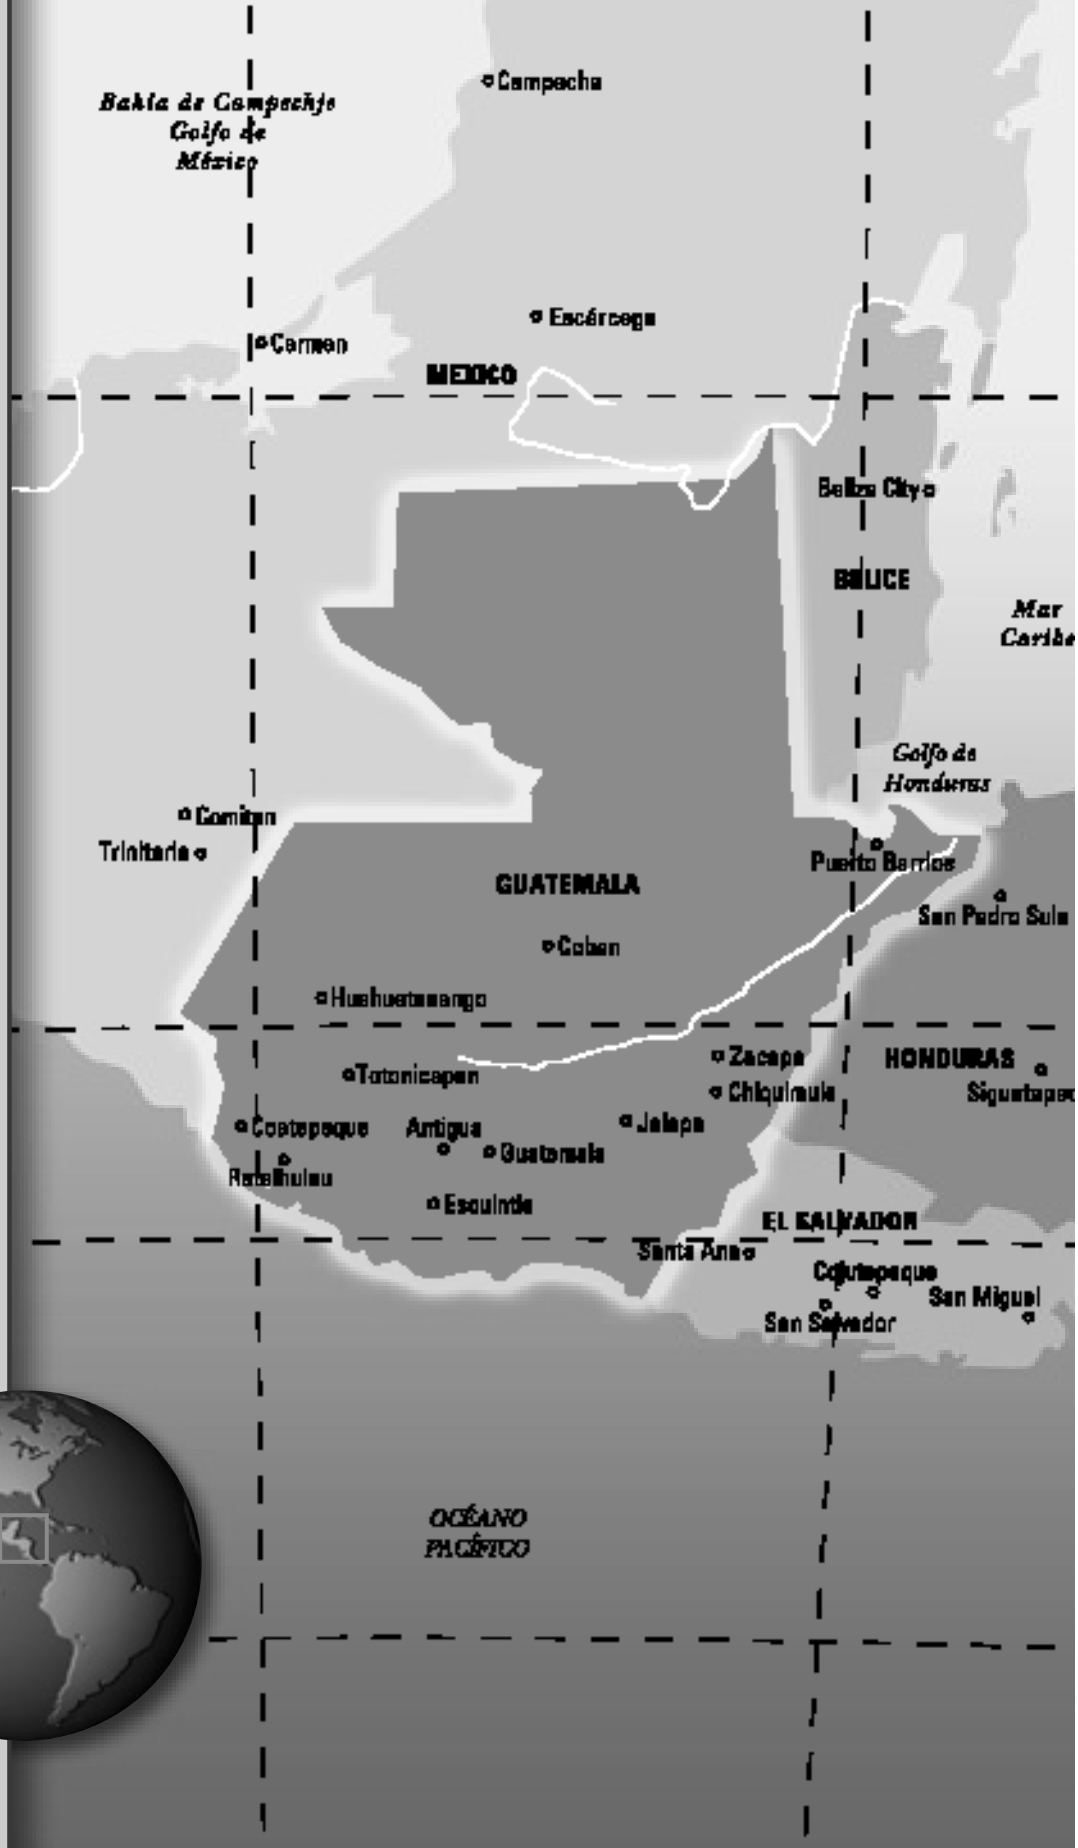 Campeche
Bahía de Campechje
Golfo de
México
Escárcega
Carmen
MEXICO
Belize City
BELICE
Mar
Caribe
Golfo de
Honduras
Comitan
Trinitaria
Puerto Barrios
GUATEMALA
San Pedro Sula
Coban
Huehuetenango
Zacapa
HONDURAS
Totonicapan
Chiquimula
Siguatepec
Coatepeque
Antigua
Jalapa
Guatemala
Retalhuleu
Escuintla
EL SALVADOR
Santa Ana
Cojutepeque
San Miguel
San Salvador
OCÉANO
PACÍFICO